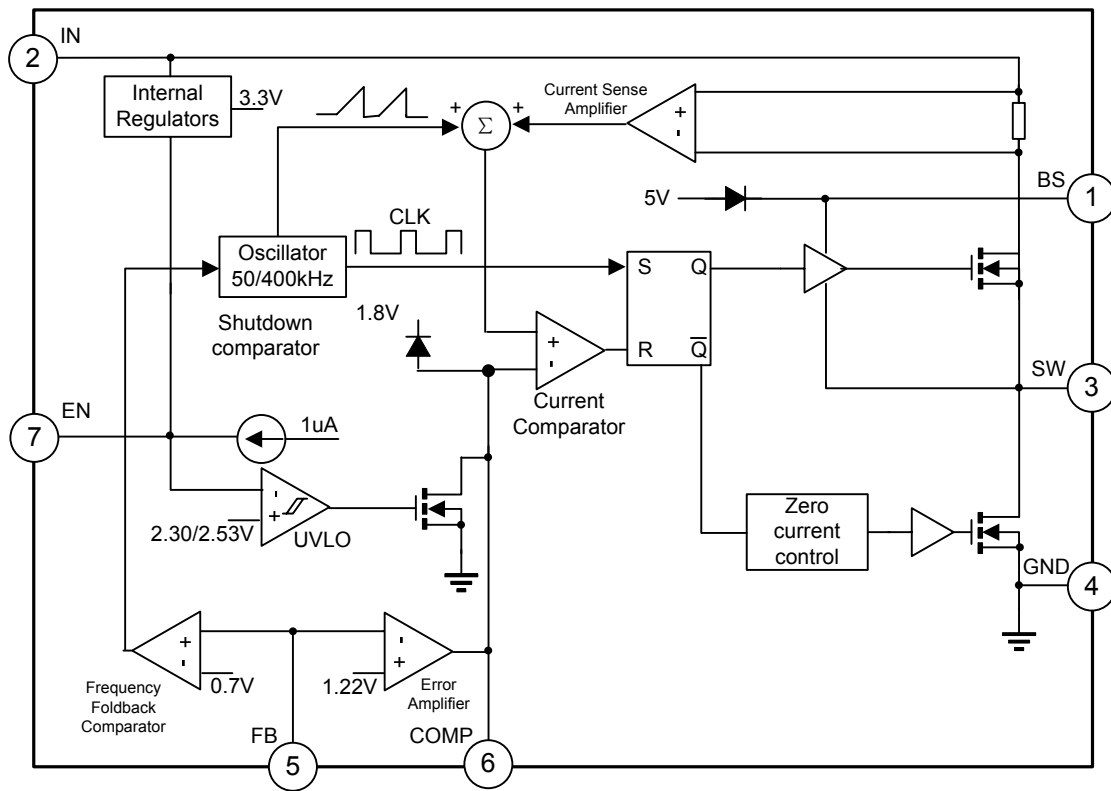 IN
2
Internal
Regulators
3.3V
+
Σ
+
Current Sense
Amplifier
+
-
BS
1
5V
CLK
Oscillator
50/400kHz
S
Q
R
Q̅
1.8V
Shutdown
comparator
+
-
Current
Comparator
SW
3
EN
7
1uA
-
+
2.30/2.53V
UVLO
Zero
current
control
GND
4
+
-
0.7V
Frequency
Foldback
Comparator
-
+
1.22V
Error
Amplifier
FB
5
COMP
6